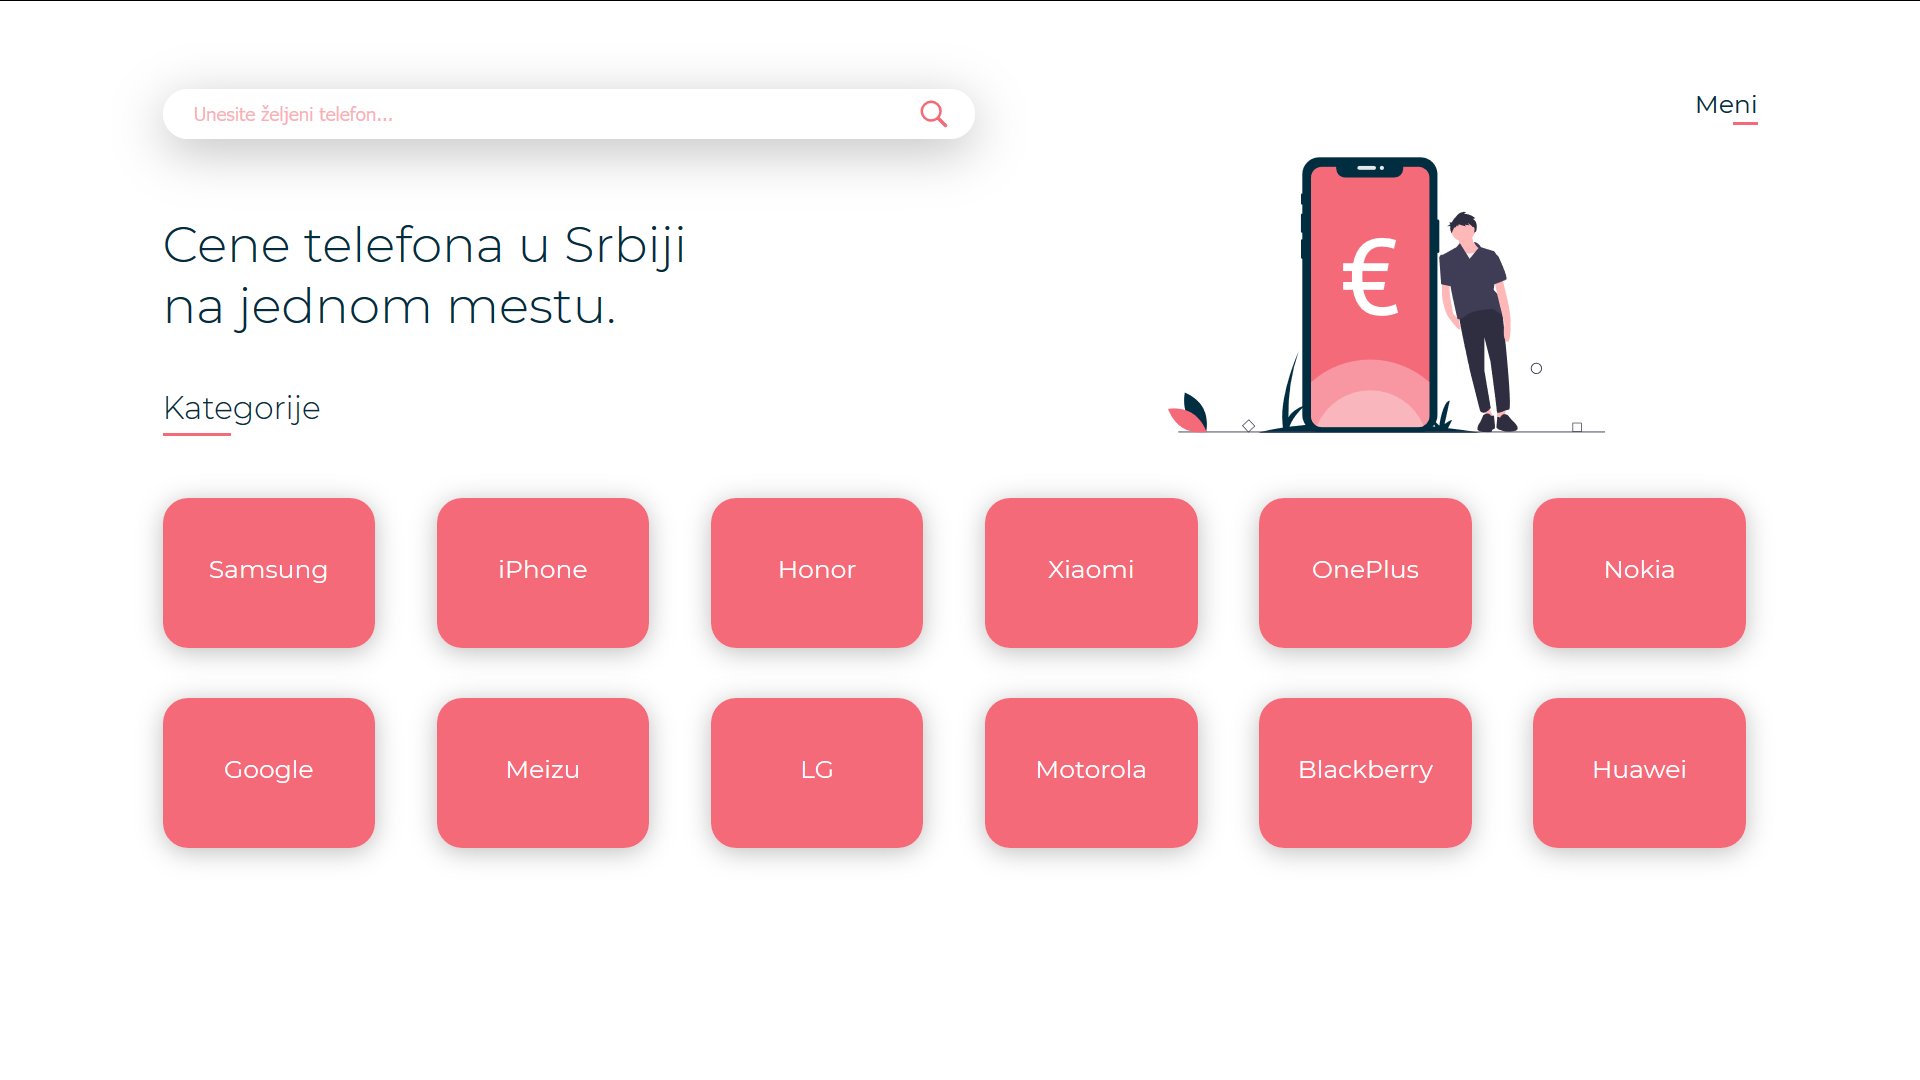 Unesite željeni telefon...
Meni
Cene telefona u Srbiji
na jednom mestu.
€
Kategorije
Samsung
iPhone
Honor
Xiaomi
OnePlus
Nokia
Google
Meizu
LG
Motorola
Blackberry
Huawei